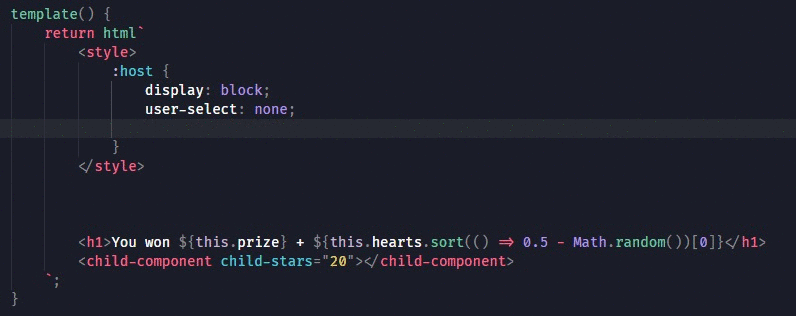 template() {
return html`
<style>
:host {
display: block;
user-select: none;
}
</style>
<h1>You won ${this.prize} + ${this.hearts.sort(() => 0.5 - Math.random())[0]}</h1>
<child-component child-stars="20"></child-component>
`;
}